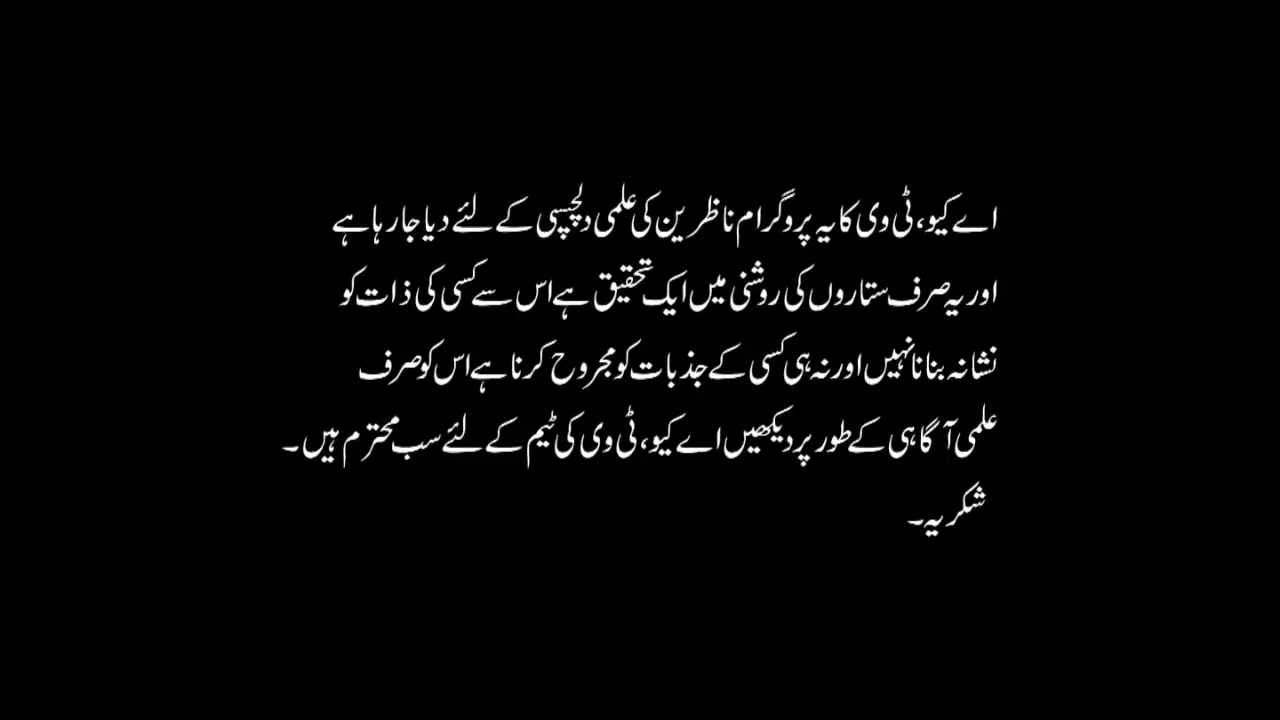 اے کیو، ٹی وی کا یہ پروگرام ناظرین کی علمی دلچسپی کے لئے دیا جا رہا ہے
اور یہ صرف ستاروں کی روشنی میں ایک تحقیق ہے اس سے کسی کی ذات کو
نشانہ بنانا نہیں اور نہ ہی کسی کے جذبات کو مجروح کرنا ہے اس کو صرف
علمی آگاہی کے طور پر دیکھیں اے کیو، ٹی وی کی ٹیم کے لئے سب محترم ہیں۔
شکریہ۔